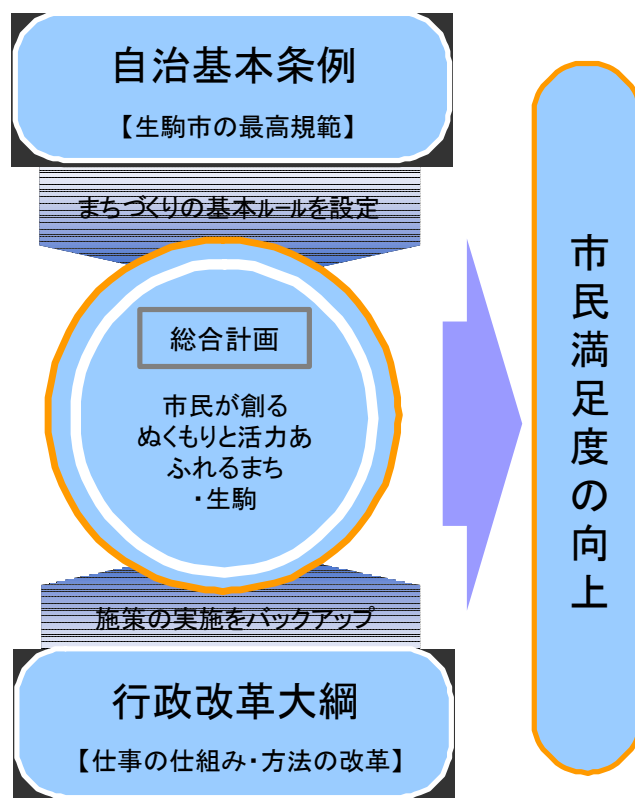 自治基本条例
【生駒市の最高規範】
まちづくりの基本ルールを設定
総合計画
市民が創る
ぬくもりと活力あ
ふれるまち
・生駒
施策の実施をバックアップ
行政改革大綱
【仕事の仕組み・方法の改革】
市民満足度の向上